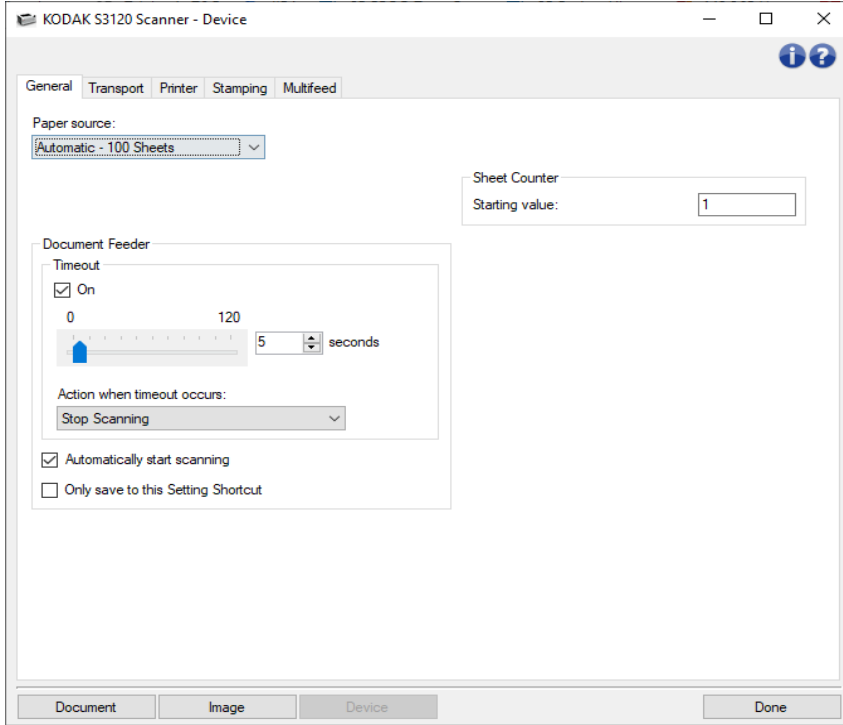 KODAK S3120 Scanner - Device
General Transport Printer Stamping Multifeed
Paper source:
Automatic - 100 Sheets
Sheet Counter
Starting value: 1
Document Feeder
Timeout
On
0 120
5 seconds
Action when timeout occurs:
Stop Scanning
Automatically start scanning
Only save to this Setting Shortcut
Document Image Device Done